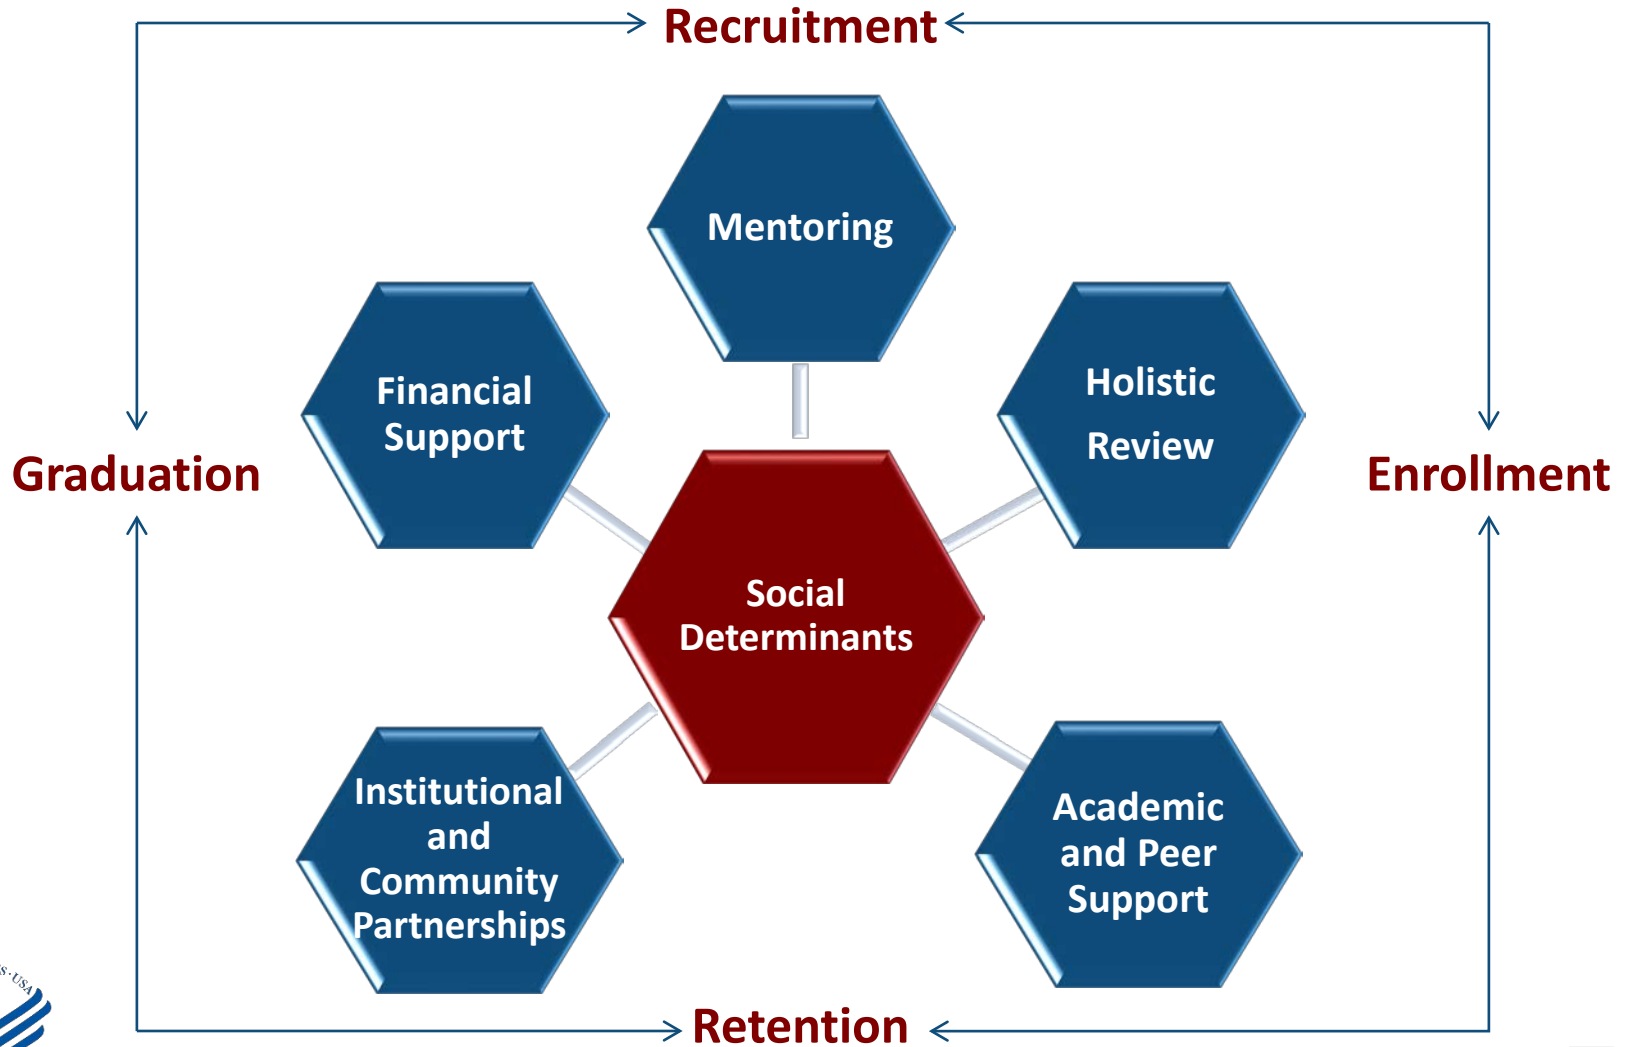 Recruitment
Mentoring
Financial
Support
Holistic
Review
Graduation
Enrollment
Social
Determinants
Institutional
and
Community
Partnerships
Academic
and Peer
Support
Retention
USA